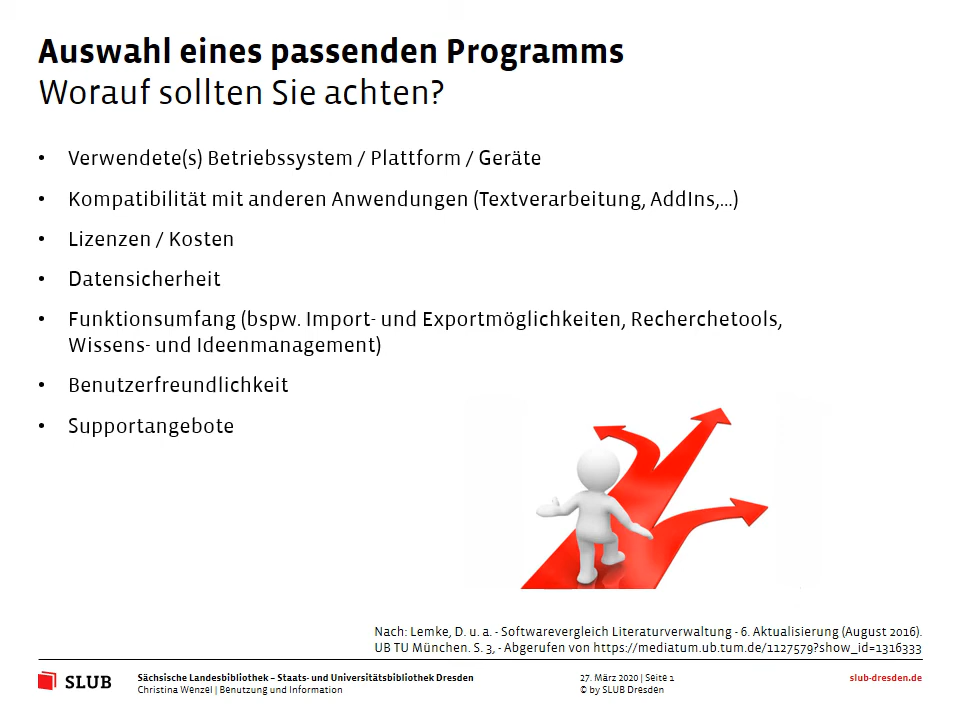 Auswahl eines passenden Programms
Worauf sollten Sie achten?
• Verwendete(s) Betriebssystem / Plattform / Geräte
• Kompatibilität mit anderen Anwendungen (Textverarbeitung, AddIns,...)
• Lizenzen / Kosten
• Datensicherheit
• Funktionsumfang (bspw. Import- und Exportmöglichkeiten, Recherchetools,
Wissens- und Ideenmanagement)
• Benutzerfreundlichkeit
• Supportangebote
Nach: Lemke, D. u. a. - Softwarevergleich Literaturverwaltung - 6. Aktualisierung (August 2016).
UB TU München. S. 3, - Abgerufen von https://mediatum.ub.tum.de/1127579?show_id=1316333
SLUB
Sächsische Landesbibliothek – Staats- und Universitätsbibliothek Dresden
Christina Wenzel | Benutzung und Information
27. März 2020 | Seite 1
© by SLUB Dresden
slub-dresden.de